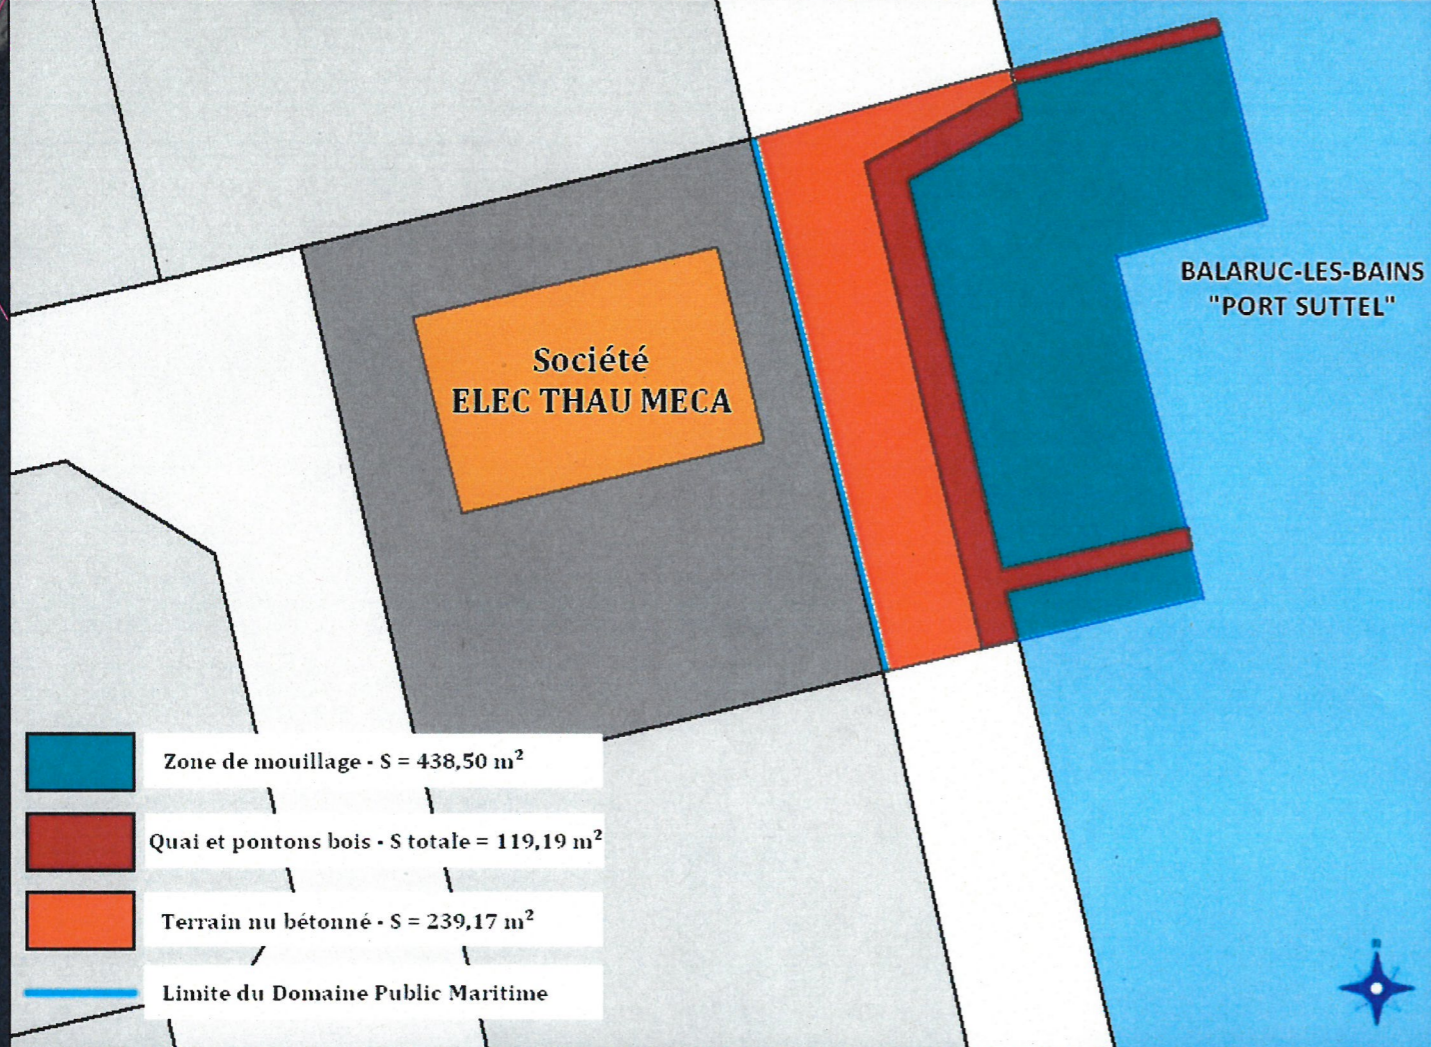 BALARUC-LES-BAINS
"PORT SUTTEL"
Société
ELEC THAU MECA
Zone de mouillage - S = 438,50 m²
Quai et pontons bois - S totale = 119,19 m²
Terrain nu bétonné - S = 239,17 m²
Limite du Domaine Public Maritime